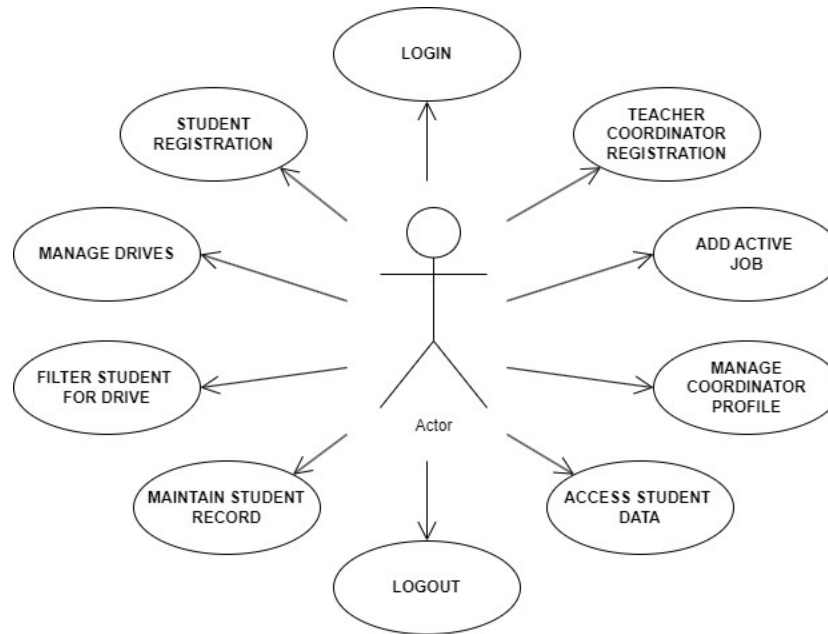 LOGIN
STUDENT
REGISTRATION
TEACHER
COORDINATOR
REGISTRATION
MANAGE DRIVES
ADD ACTIVE
JOB
FILTER STUDENT
FOR DRIVE
MANAGE
COORDINATOR
PROFILE
Actor
MAINTAIN STUDENT
RECORD
ACCESS STUDENT
DATA
LOGOUT